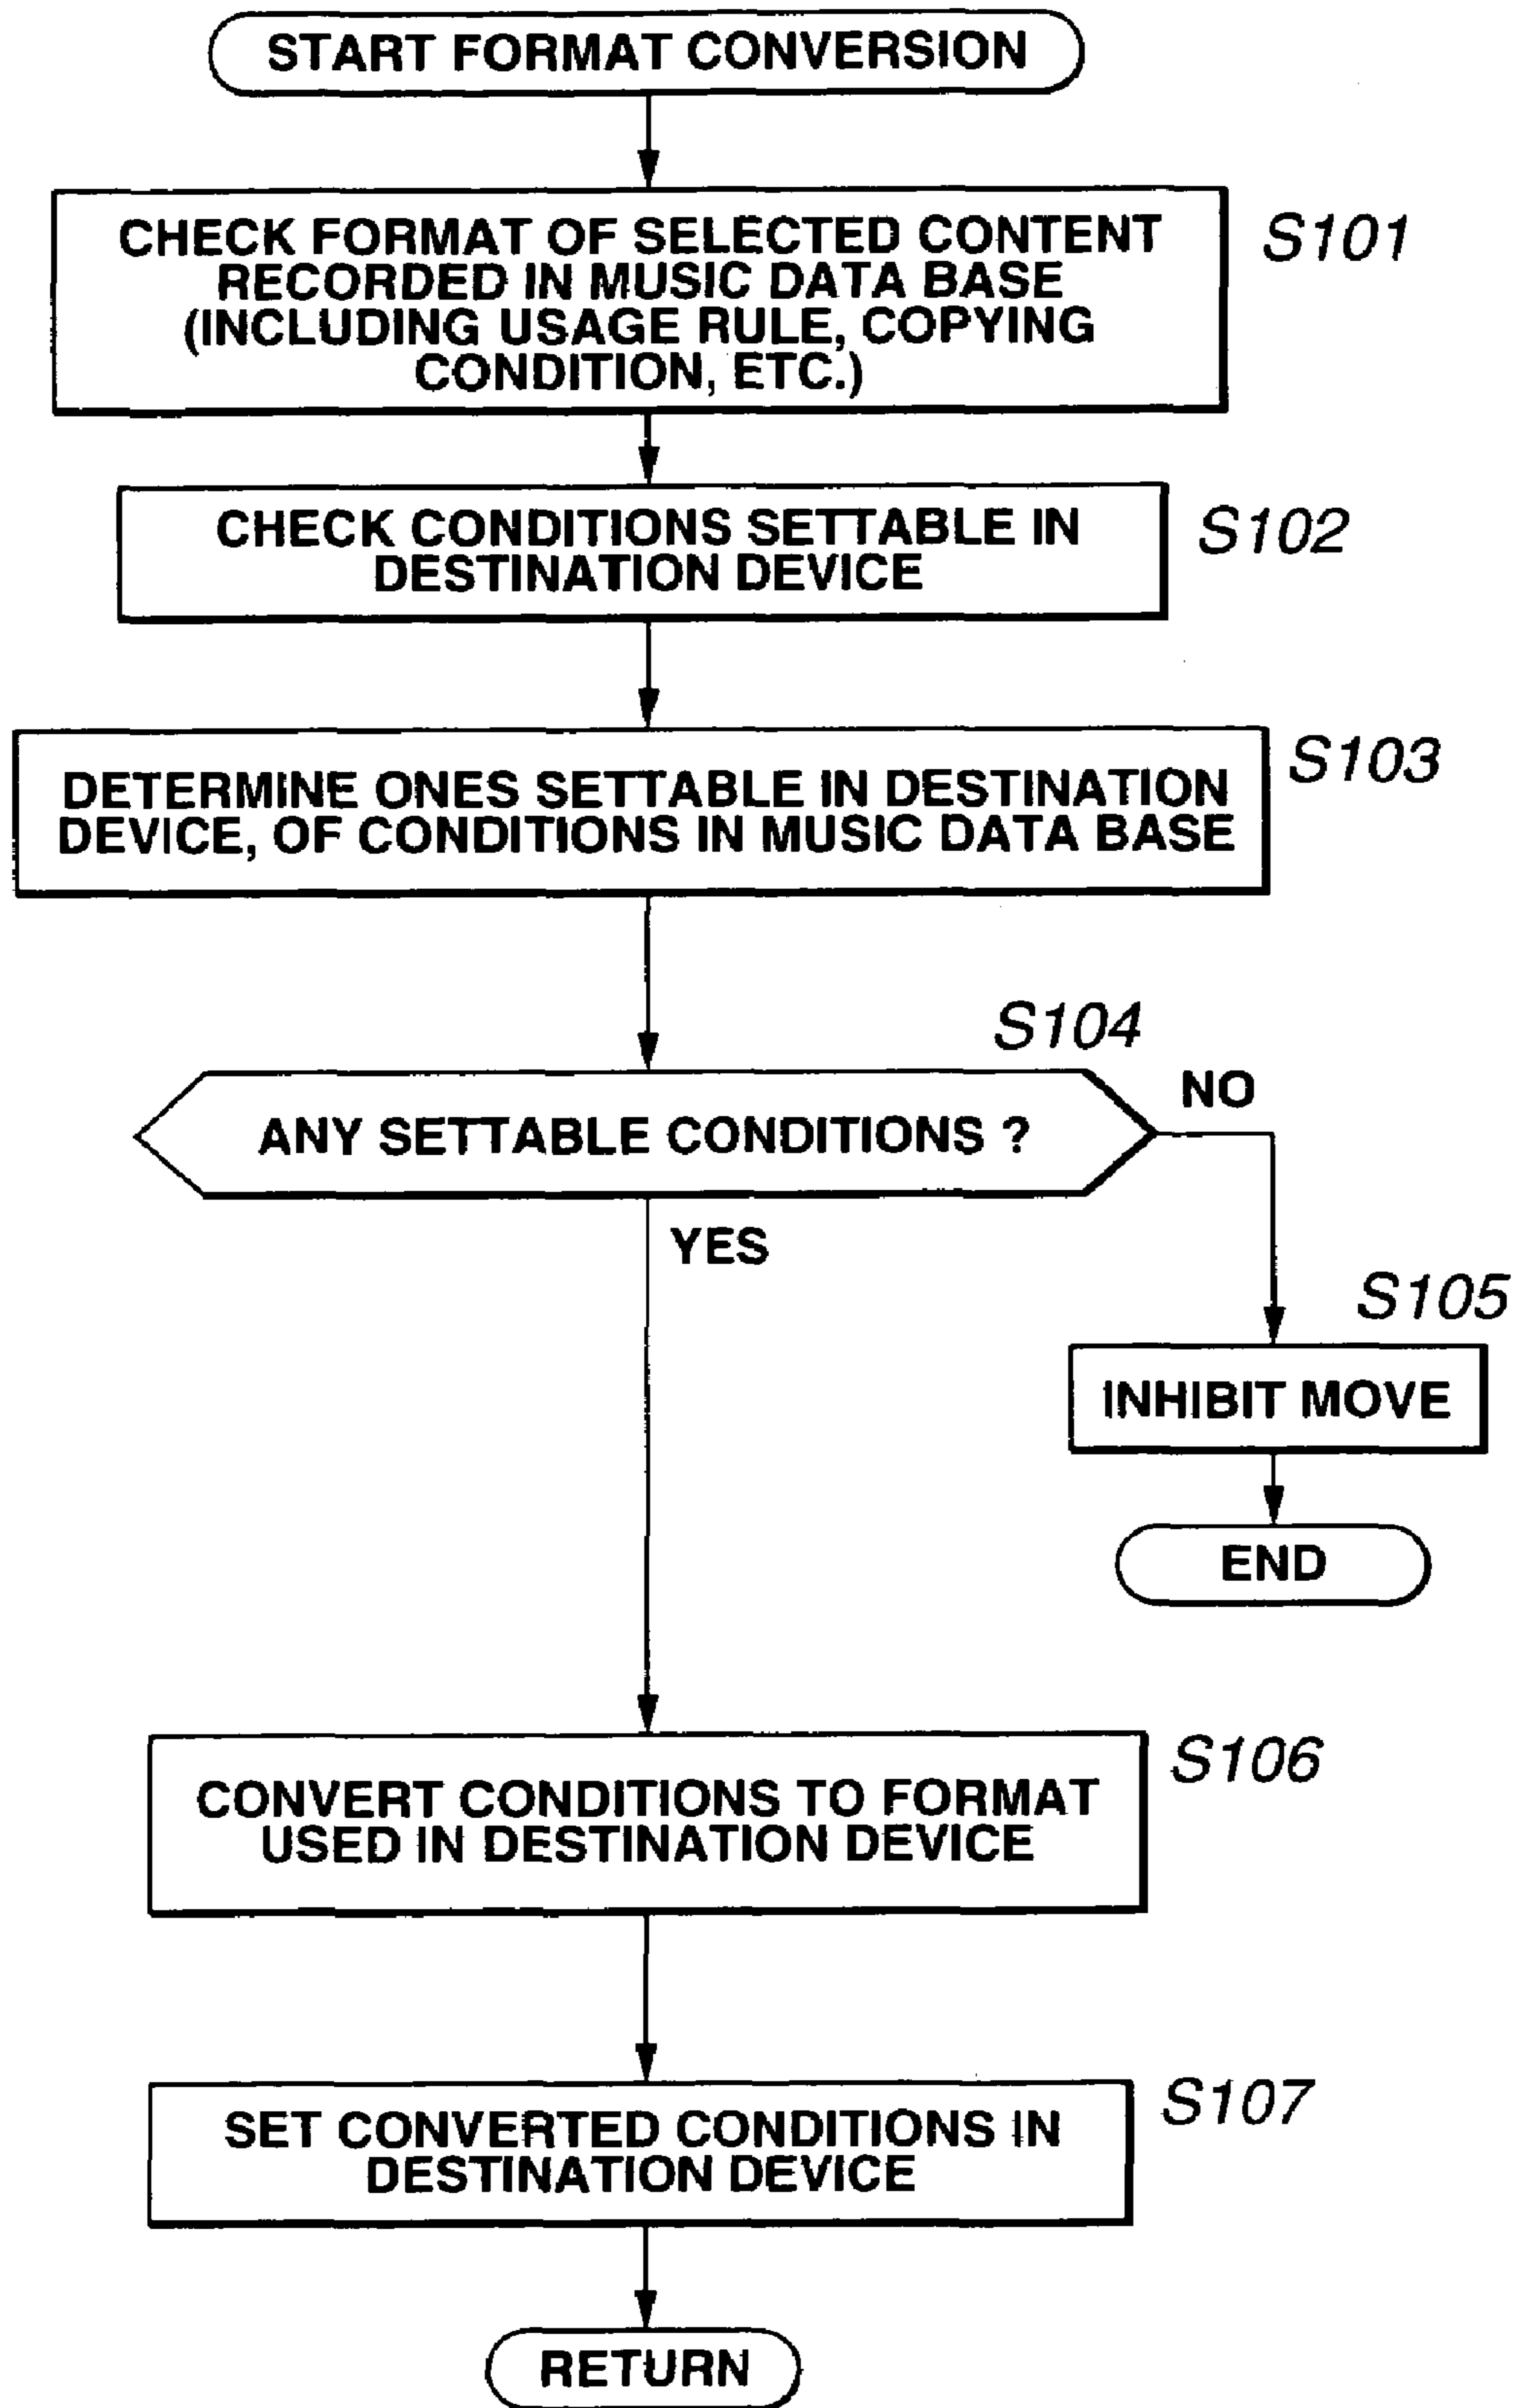 START FORMAT CONVERSION
CHECK FORMAT OF SELECTED CONTENT
RECORDED IN MUSIC DATA BASE
(INCLUDING USAGE RULE, COPYING
CONDITION, ETC.)
S101
CHECK CONDITIONS SETTABLE IN
DESTINATION DEVICE
S102
DETERMINE ONES SETTABLE IN DESTINATION
DEVICE, OF CONDITIONS IN MUSIC DATA BASE
S103
S104
ANY SETTABLE CONDITIONS ?
NO
YES
S105
INHIBIT MOVE
END
S106
CONVERT CONDITIONS TO FORMAT
USED IN DESTINATION DEVICE
S107
SET CONVERTED CONDITIONS IN
DESTINATION DEVICE
RETURN